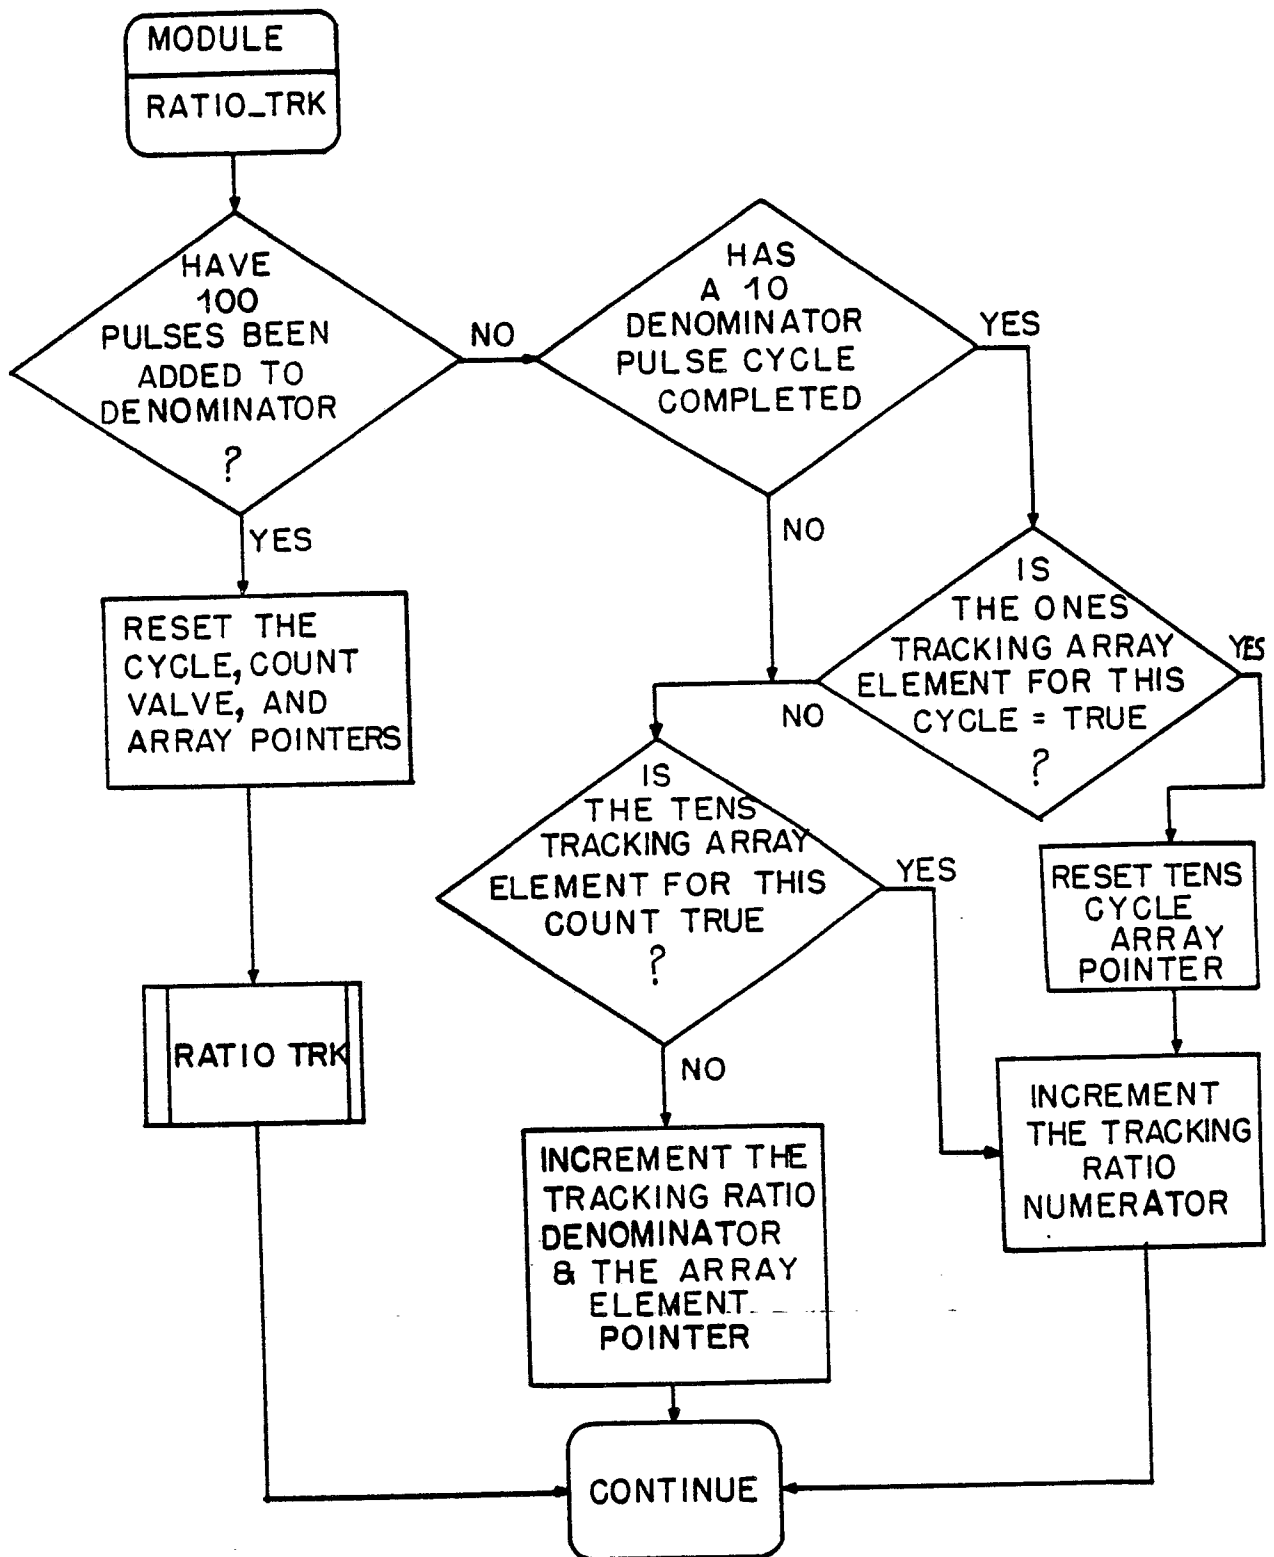 MODULE
RATIO_TRK
HAVE
100
PULSES BEEN
ADDED TO
DENOMINATOR
?
NO
YES
HAS
A 10
DENOMINATOR
PULSE CYCLE
COMPLETED
YES
NO
RESET THE
CYCLE, COUNT
VALVE, AND
ARRAY POINTERS
RATIO TRK
IS
THE ONES
TRACKING ARRAY
ELEMENT FOR THIS
CYCLE = TRUE
?
YES
NO
IS
THE TENS
TRACKING ARRAY
ELEMENT FOR THIS
COUNT TRUE
?
YES
NO
RESET TENS
CYCLE
ARRAY
POINTER
INCREMENT
THE TRACKING
RATIO
NUMERATOR
INCREMENT THE
TRACKING RATIO
DENOMINATOR
& THE ARRAY
ELEMENT
POINTER
CONTINUE